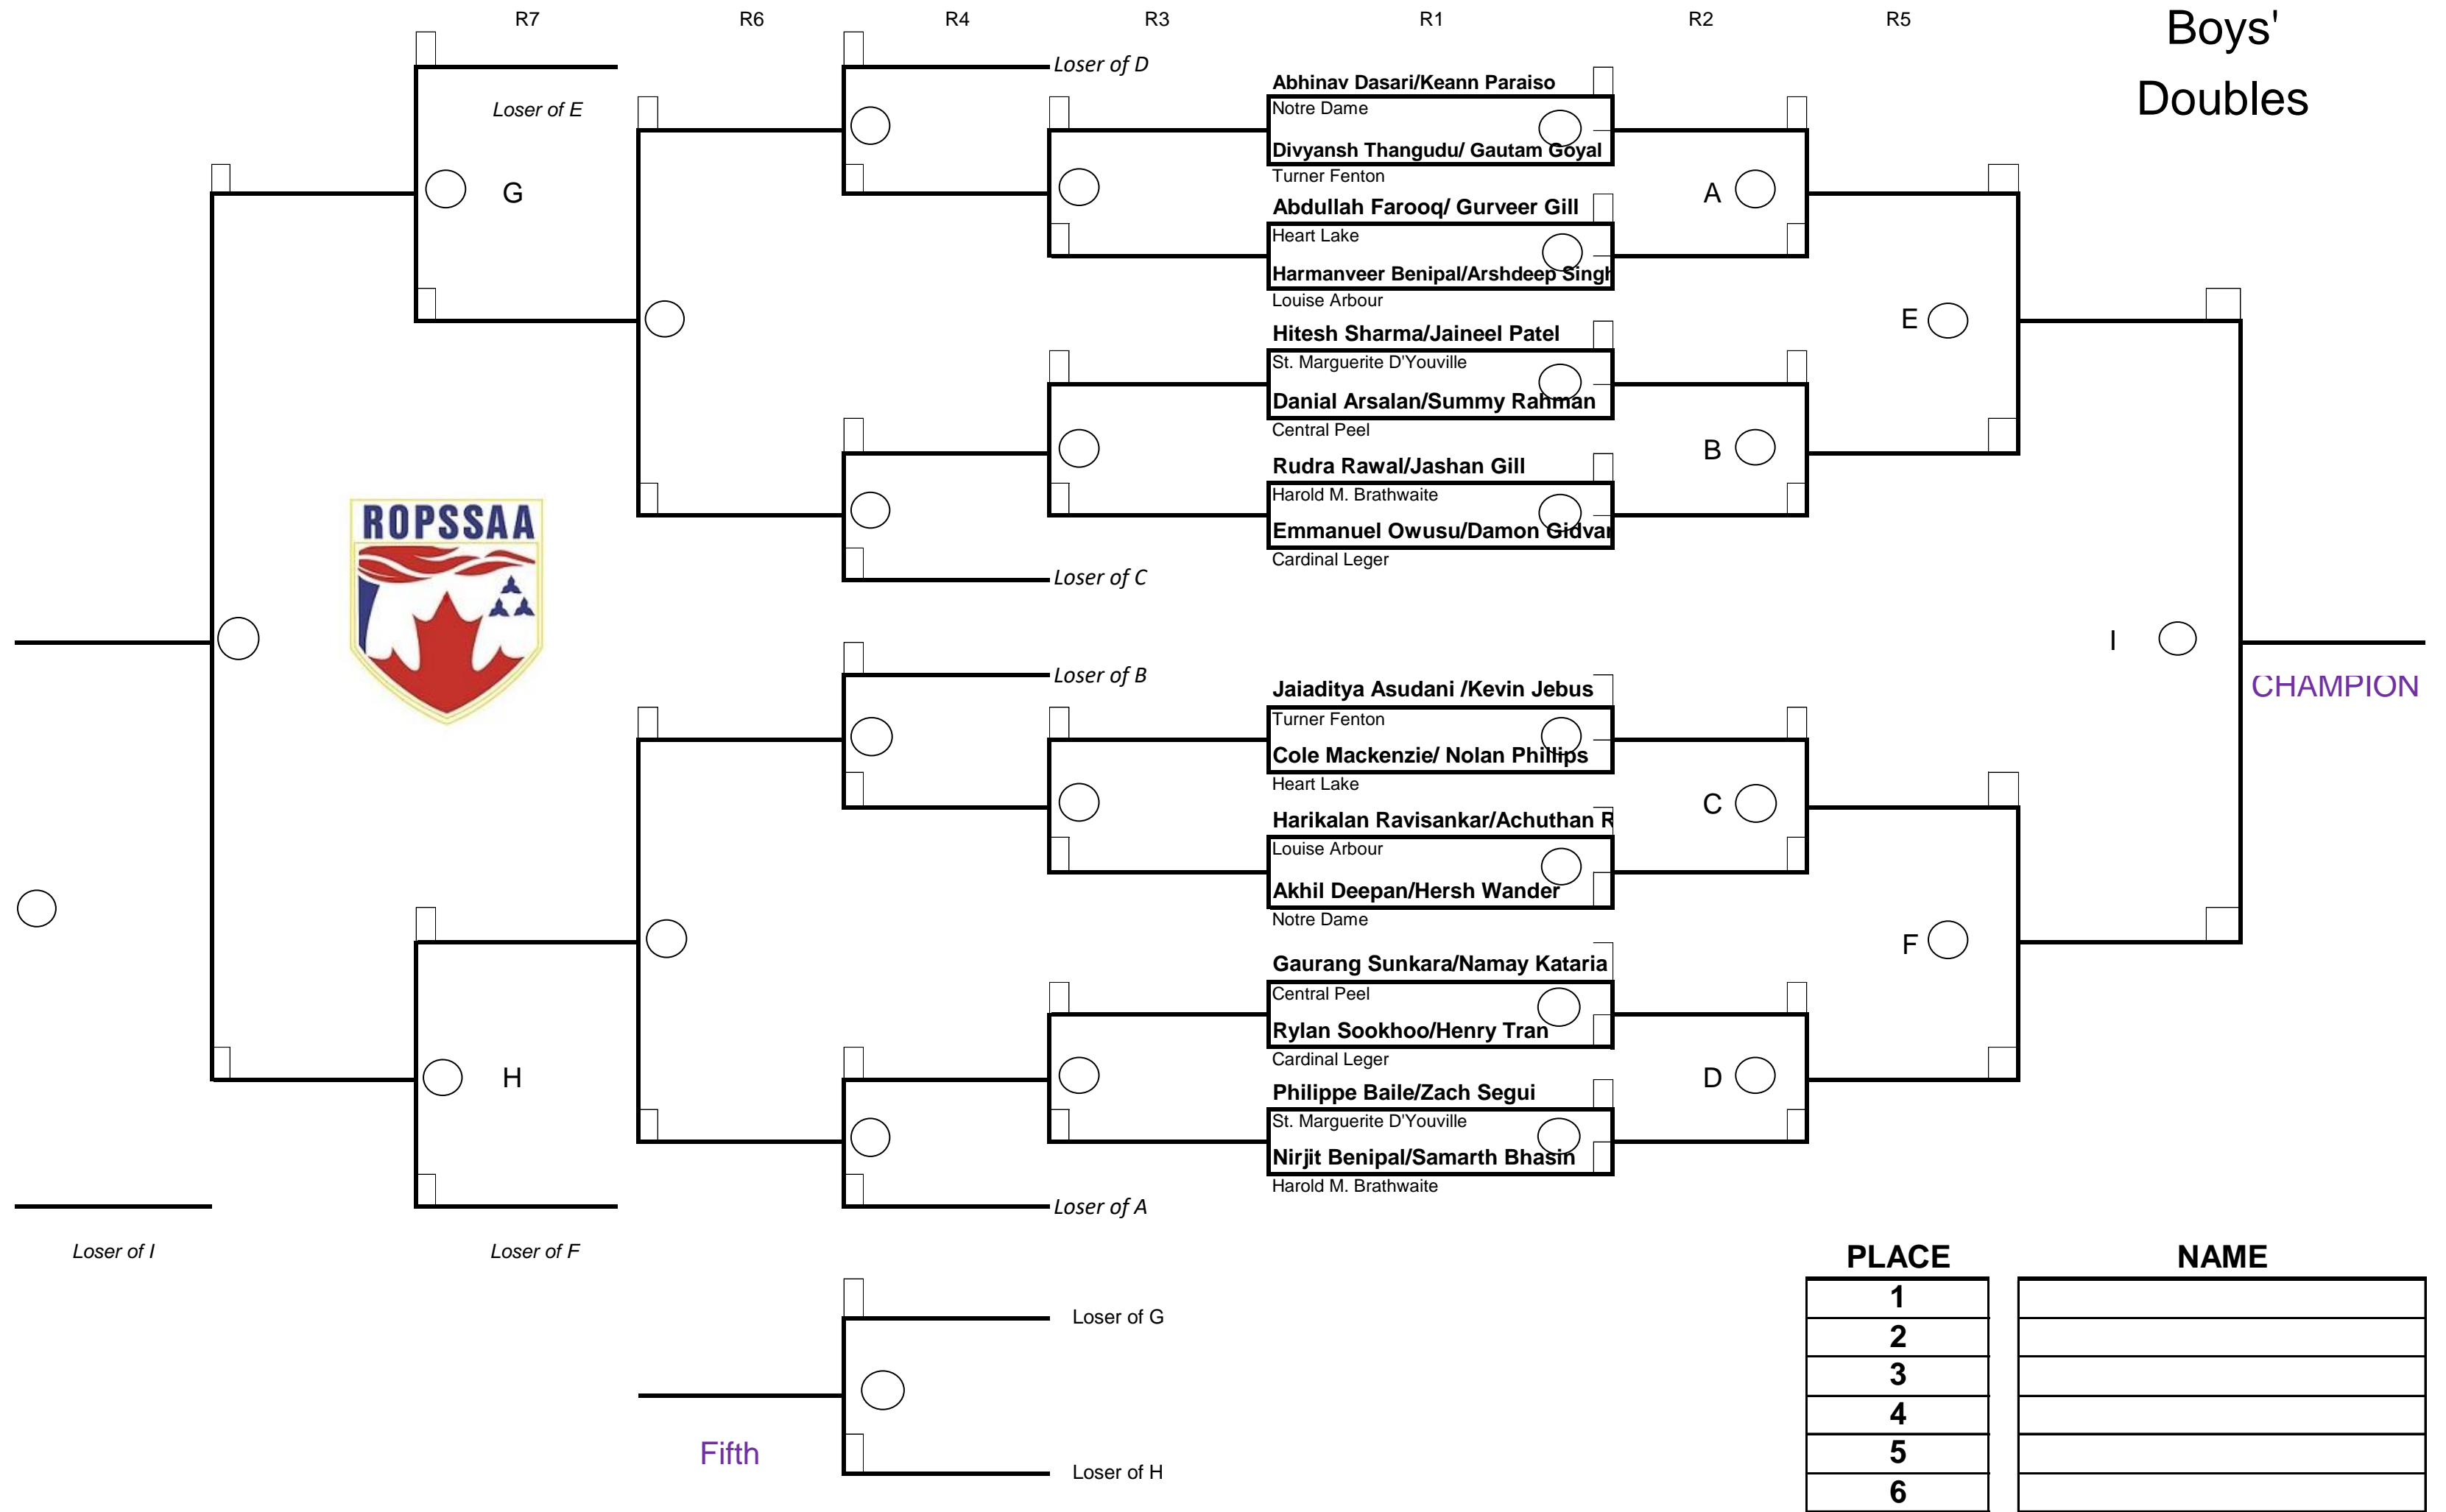 R7 R6 R4 R3 R1 R2 R5
Boys'
Doubles
Loser of D
Loser of E
Abhinav Dasari/Keann Paraiso
Notre Dame
Divyansh Thangudu/ Gautam Goyal
Turner Fenton
G
A
Abdullah Farooq/ Gurveer Gill
Heart Lake
Harmanveer Benipal/Arshdeep Singh
Louise Arbour
E
Hitesh Sharma/Jaineel Patel
St. Marguerite D'Youville
Danial Arsalan/Summy Rahman
Central Peel
B
Rudra Rawal/Jashan Gill
Harold M. Brathwaite
Emmanuel Owusu/Damon Gidvan
Cardinal Leger
ROPSSAA
Loser of C
I
Loser of B
CHAMPION
Jaiaditya Asudani /Kevin Jebus
Turner Fenton
Cole Mackenzie/ Nolan Phillips
Heart Lake
C
Harikalan Ravisankar/Achuthan R
Louise Arbour
Akhil Deepan/Hersh Wander
Notre Dame
F
Gaurang Sunkara/Namay Kataria
Central Peel
Rylan Sookhoo/Henry Tran
Cardinal Leger
H
D
Philippe Baile/Zach Segui
St. Marguerite D'Youville
Nirjit Benipal/Samarth Bhasin
Harold M. Brathwaite
Loser of A
Loser of I
Loser of F
PLACE NAME
1
2
3
4
5
6
Loser of G
Fifth
Loser of H